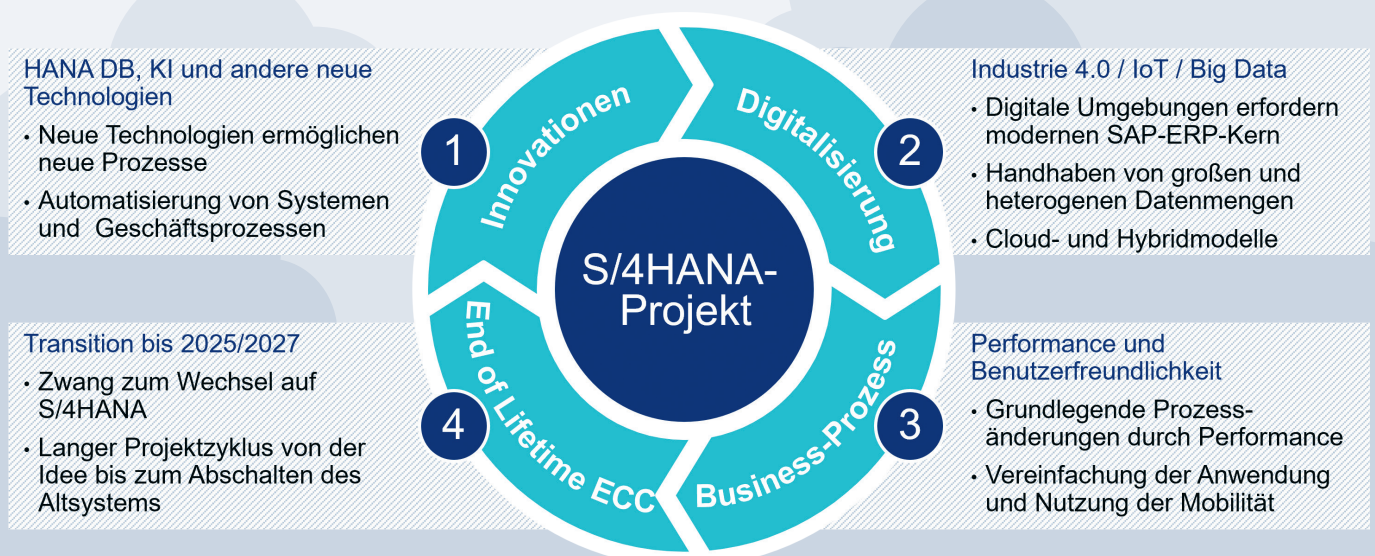 HANA DB, KI und andere neue
Technologien
• Neue Technologien ermöglichen
neue Prozesse
• Automatisierung von Systemen
und Geschäftsprozessen
1
Innovationen
Digitalisierung
2
Industrie 4.0 / IoT / Big Data
• Digitale Umgebungen erfordern
modernen SAP-ERP-Kern
• Handhaben von großen und
heterogenen Datenmengen
• Cloud- und Hybridmodelle
S/4HANA-
Projekt
Transition bis 2025/2027
• Zwang zum Wechsel auf
S/4HANA
• Langer Projektzyklus von der
Idee bis zum Abschalten des
Altsystems
4
End of Lifetime ECC
Business-Prozess
3
Performance und
Benutzerfreundlichkeit
• Grundlegende Prozess-
änderungen durch Performance
• Vereinfachung der Anwendung
und Nutzung der Mobilität